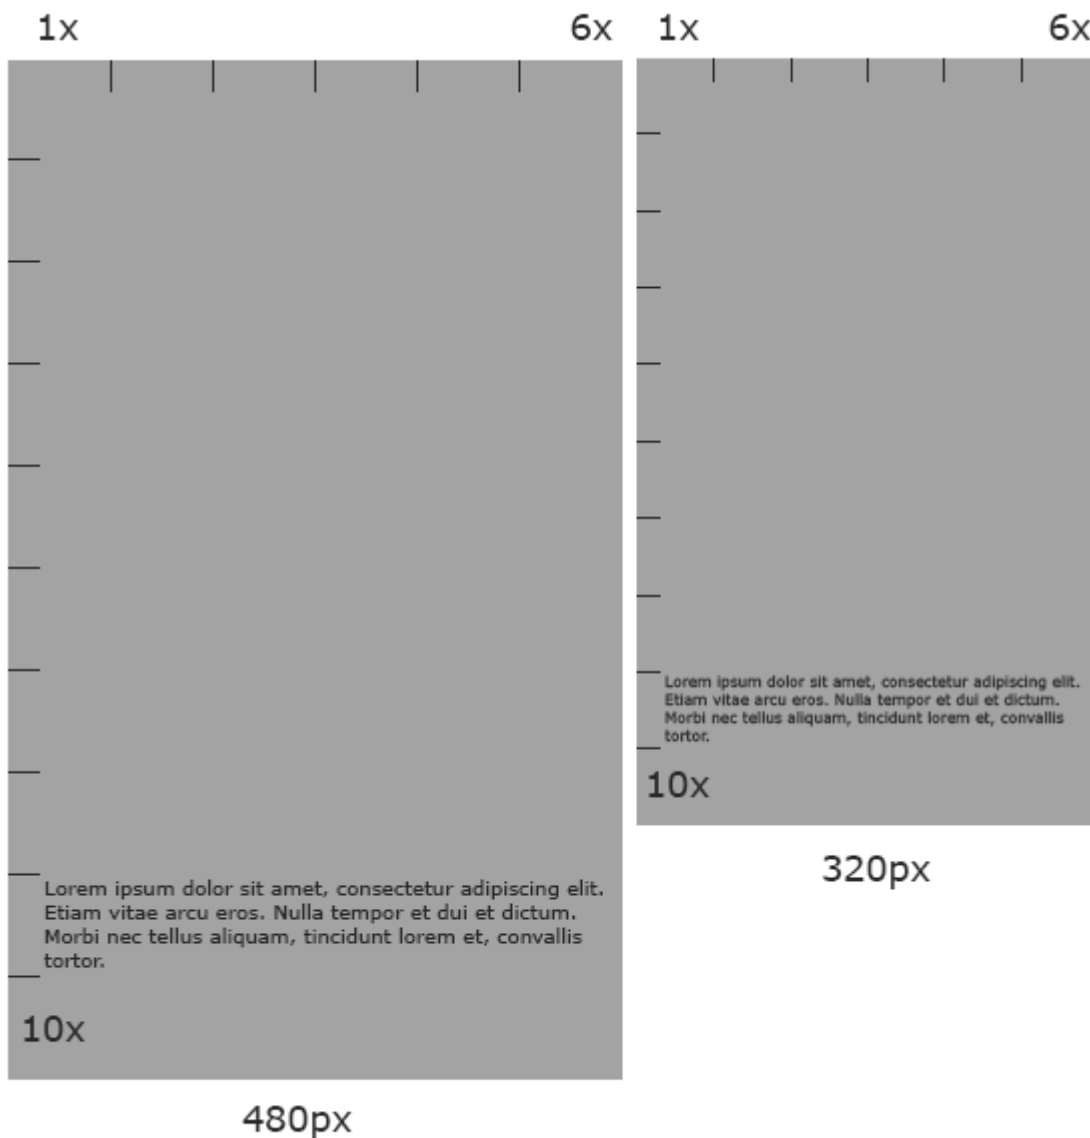 1x 6x
Lorem ipsum dolor sit amet, consectetur adipiscing elit.
Etiam vitae arcu eros. Nulla tempor et dui et dictum.
Morbi nec tellus aliquam, tincidunt lorem et, convallis
tortor.
10x
480px
1x 6x
Lorem ipsum dolor sit amet, consectetur adipiscing elit.
Etiam vitae arcu eros. Nulla tempor et dui et dictum.
Morbi nec tellus aliquam, tincidunt lorem et, convallis
tortor.
10x
320px